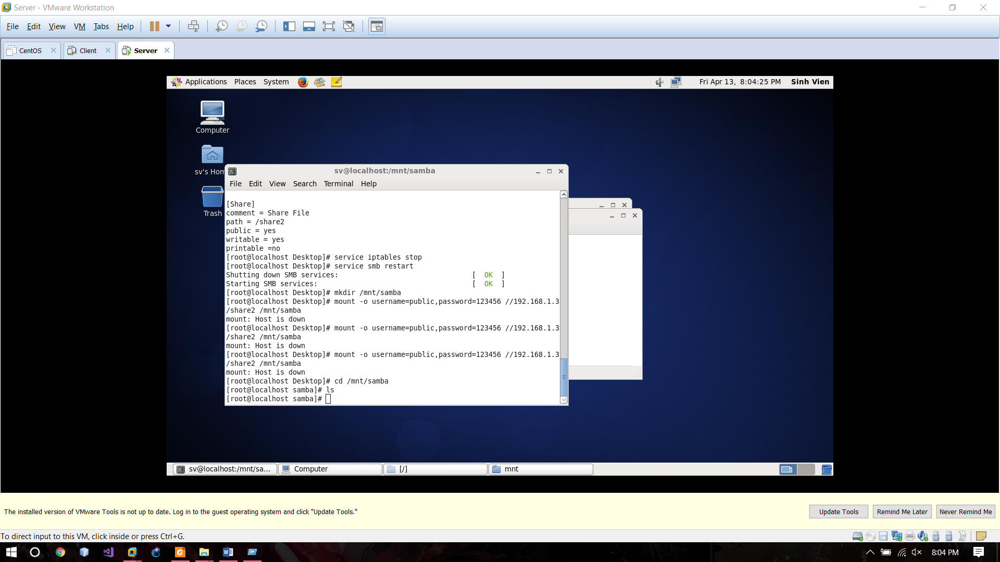 Server - VMware Workstation
File Edit View VM Tabs Help
CentOS Client Server
Applications Places System Fri Apr 13, 8:04:25 PM Sinh Vien
Computer
sv's Hom
Trash
sv@localhost:/mnt/samba
File Edit View Search Terminal Help
[Share]
comment = Share File
path = /share2
public = yes
writable = yes
printable =no
[root@localhost Desktop]# service iptables stop
[root@localhost Desktop]# service smb restart
Shutting down SMB services: [ OK ]
Starting SMB services: [ OK ]
[root@localhost Desktop]# mkdir /mnt/samba
[root@localhost Desktop]# mount -o username=public,password=123456 //192.168.1.3
/share2 /mnt/samba
mount: Host is down
[root@localhost Desktop]# mount -o username=public,password=123456 //192.168.1.3
/share2 /mnt/samba
mount: Host is down
[root@localhost Desktop]# mount -o username=public,password=123456 //192.168.1.3
/share2 /mnt/samba
mount: Host is down
[root@localhost Desktop]# cd /mnt/samba
[root@localhost samba]# ls
[root@localhost samba]#
sv@localhost:/mnt/sa... Computer [/] mnt
The installed version of VMware Tools is not up to date. Log in to the guest operating system and click "Update Tools."
Update Tools Remind Me Later Never Remind Me
To direct input to this VM, click inside or press Ctrl+G.
8:04 PM